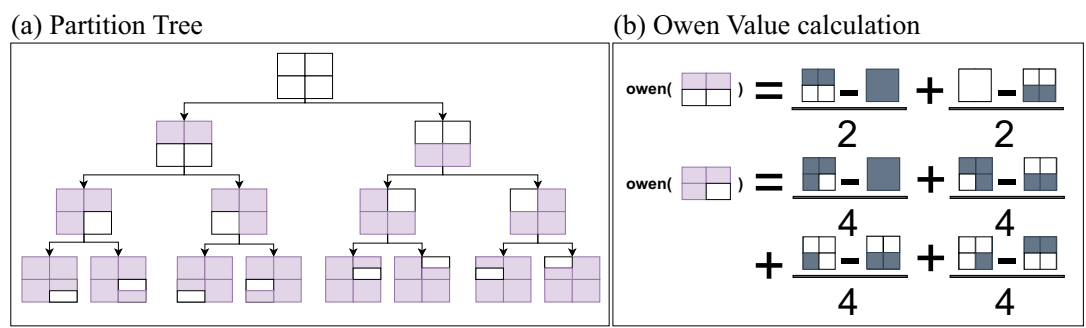 (a) Partition Tree
(b) Owen Value calculation
owen( ) = - + -
2 2
owen( ) = - + -
4 4
+ - + -
4 4